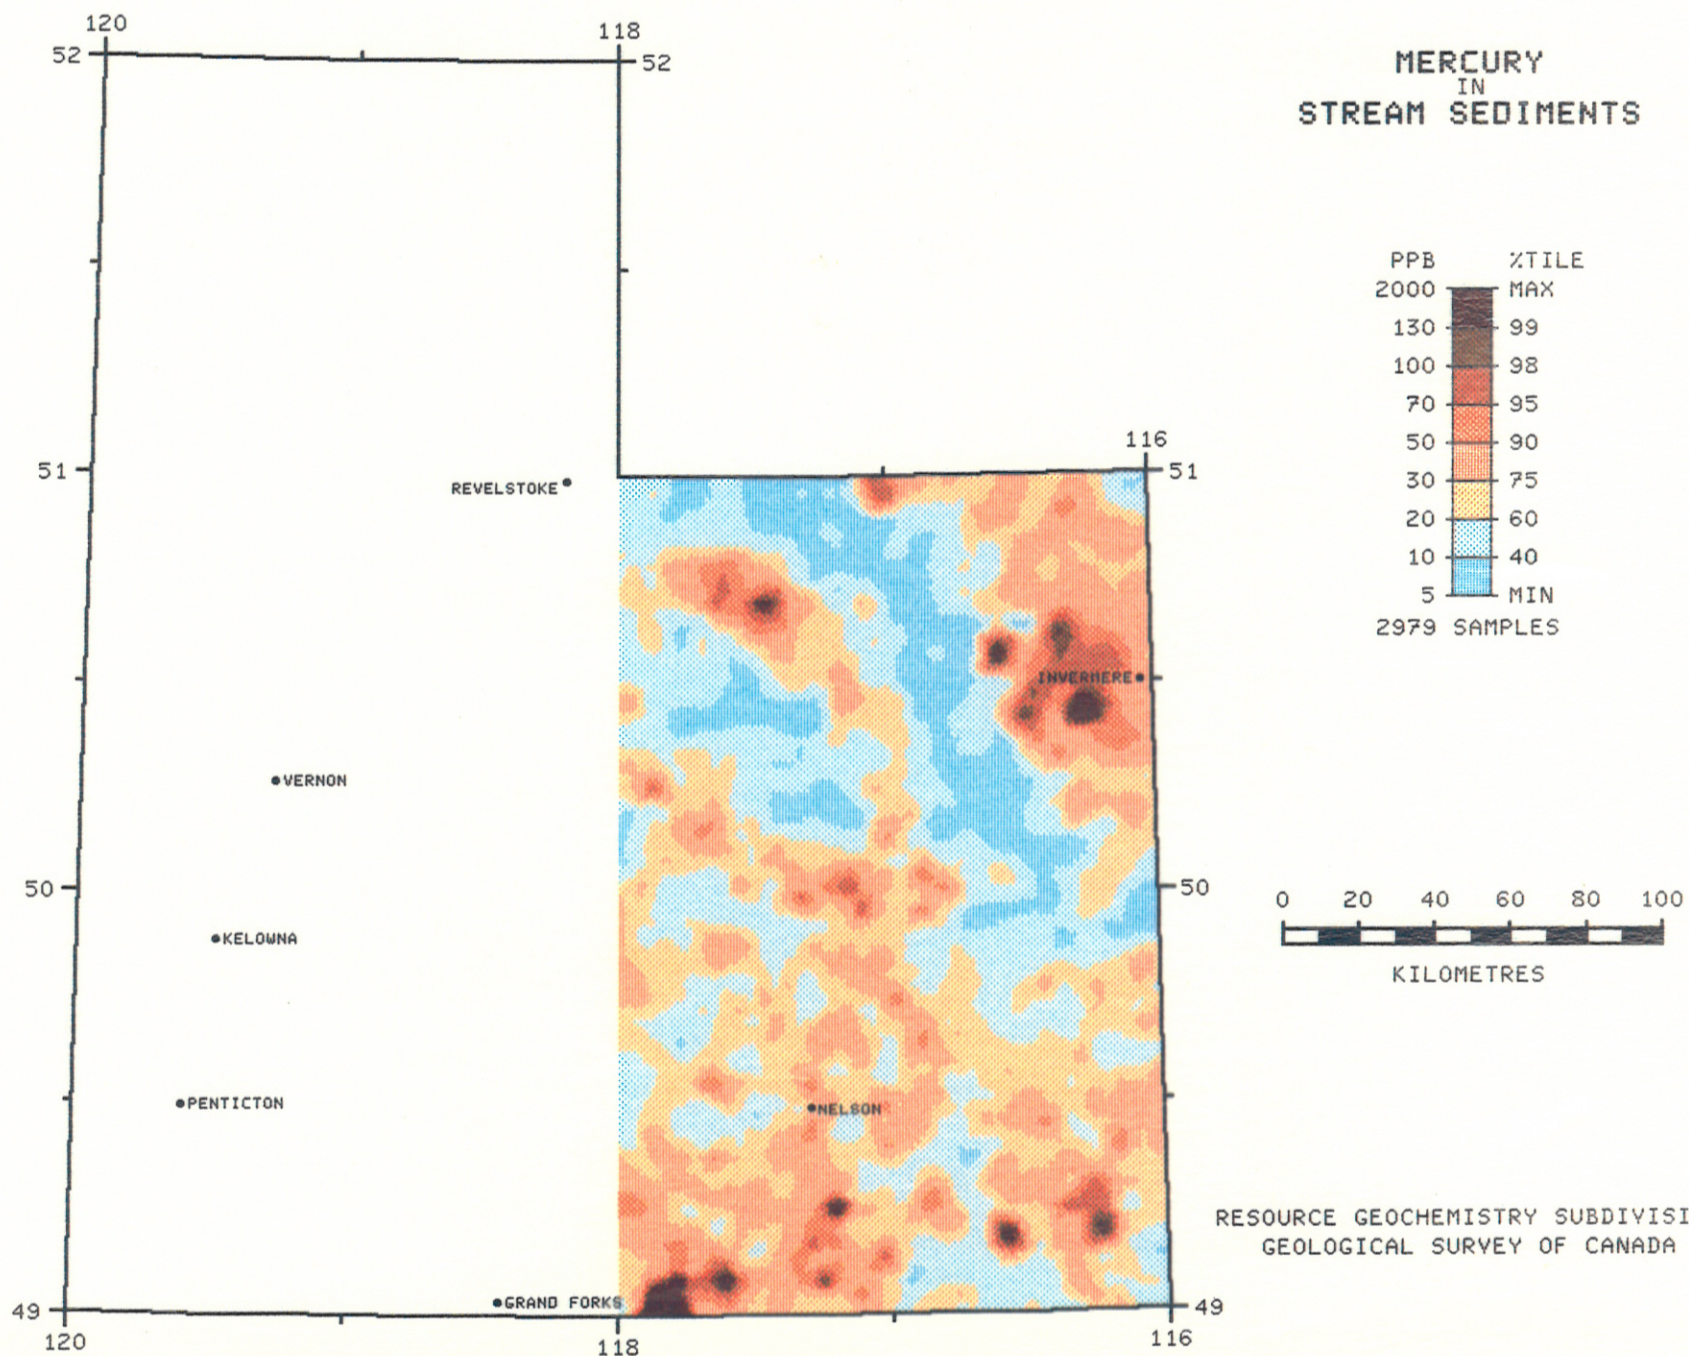 120
118
52
52
MERCURY
IN
STREAM SEDIMENTS
PPB %TILE
2000 MAX
130 99
100 98
70 95
50 90
30 75
20 60
10 40
5 MIN
2979 SAMPLES
116
51
51
REVELSTOKE
INVERMERE
VERNON
50
50
0 20 40 60 80 100
KILOMETRES
KELOWNA
PENTICTON
NELSON
RESOURCE GEOCHEMISTRY SUBDIVISI
GEOLOGICAL SURVEY OF CANADA
GRAND FORKS
49
49
120
118
116